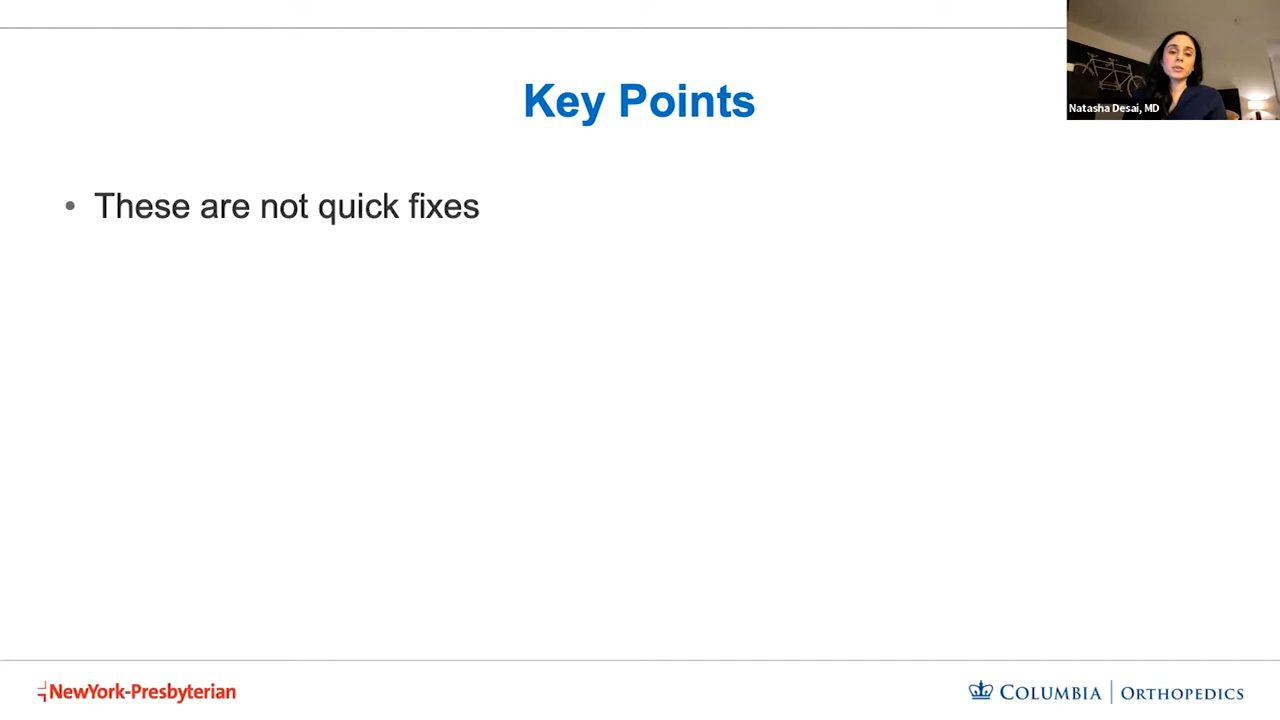 Key Points
Natasha Desai, MD
• These are not quick fixes
NewYork-Presbyterian
COLUMBIA | ORTHOPEDICS